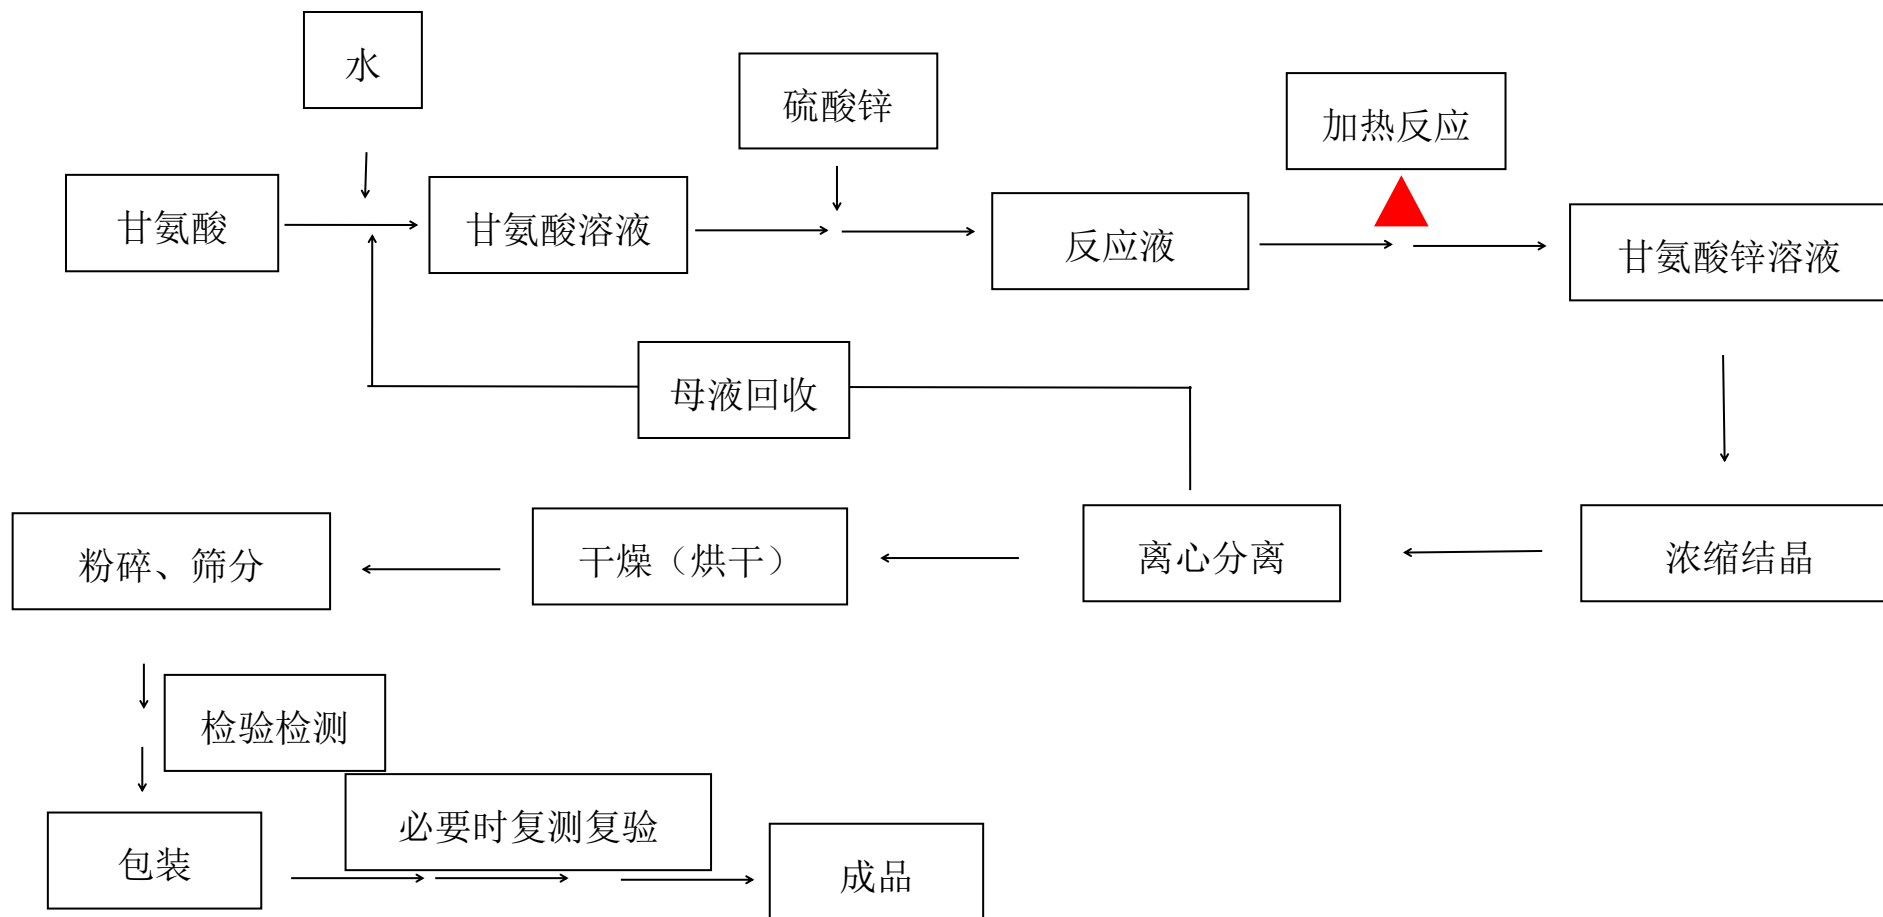 水
硫酸锌
加热反应
甘氨酸
甘氨酸溶液
反应液
甘氨酸锌溶液
母液回收
粉碎、筛分
干燥（烘干）
离心分离
浓缩结晶
检验检测
必要时复测复验
包装
成品